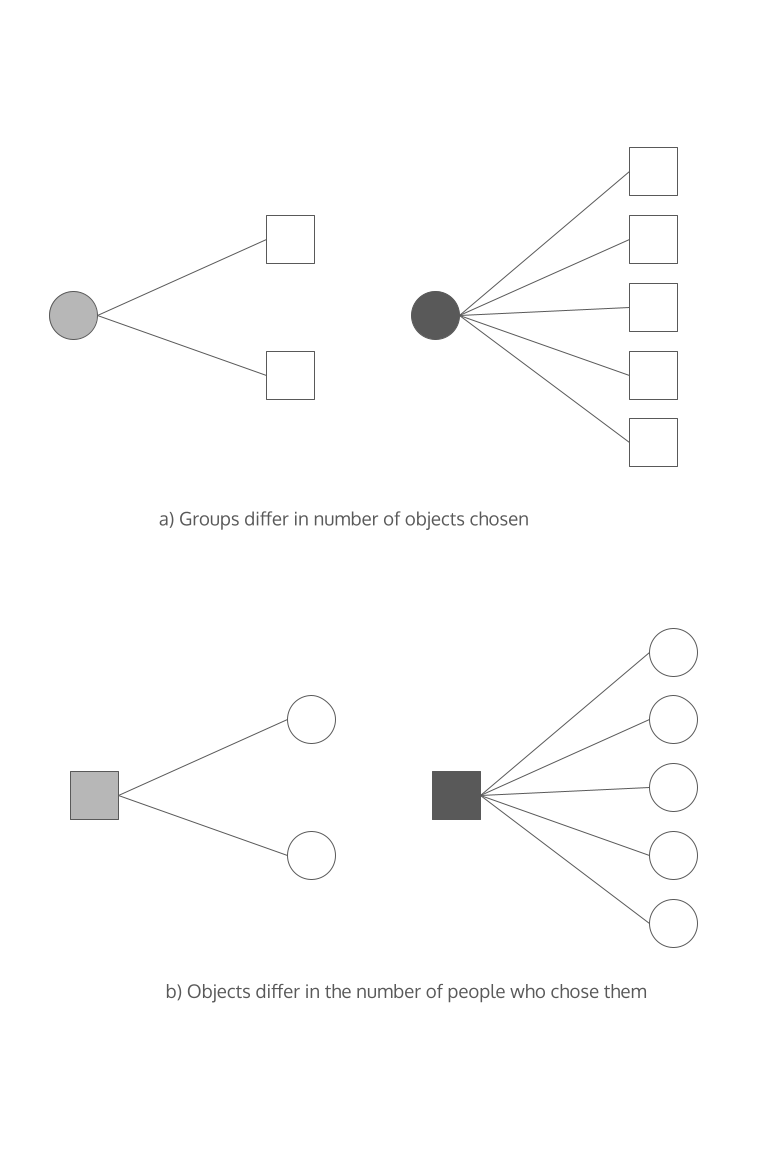 a) Groups differ in number of objects chosen
b) Objects differ in the number of people who chose them